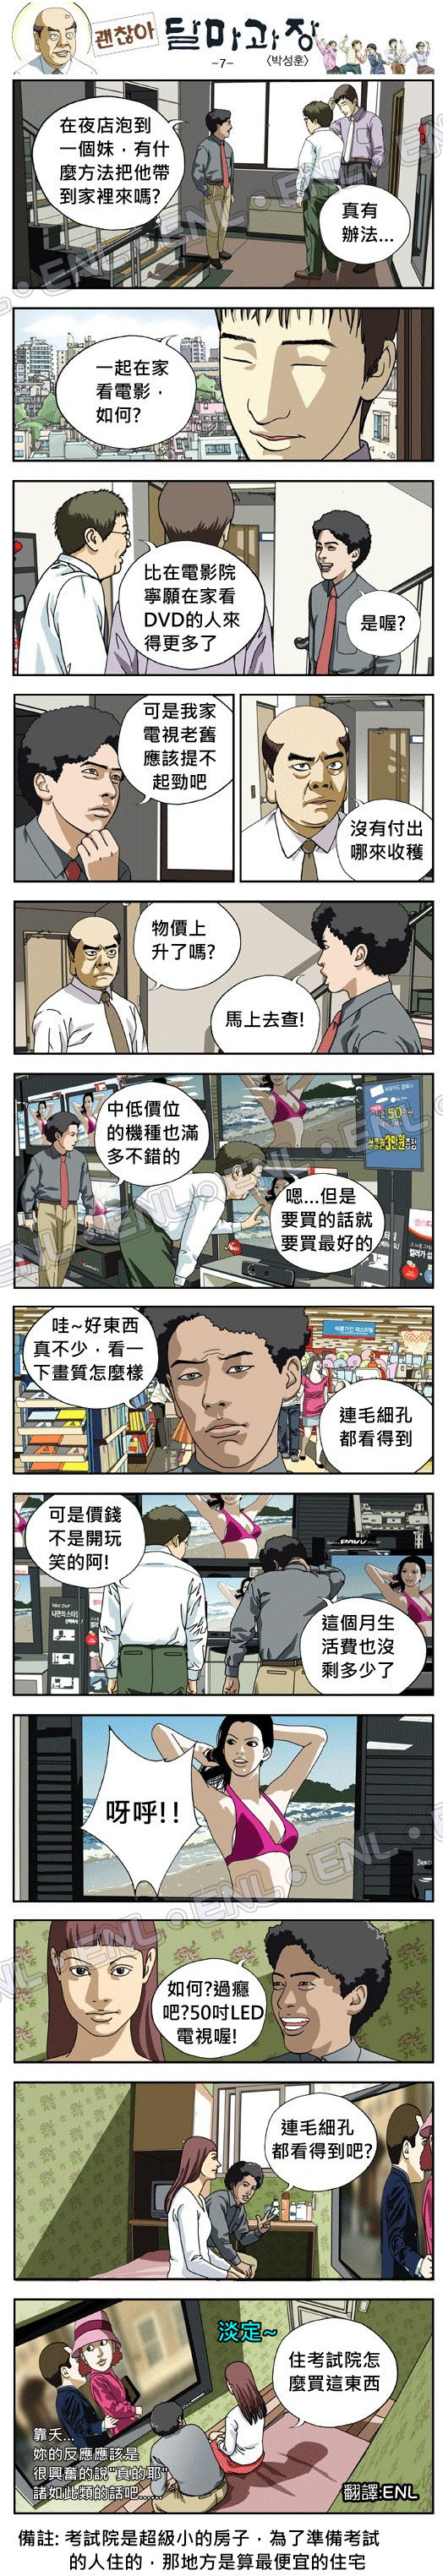 괜찮아
달마과장
-7-
<박성훈>
在夜店泡到
一個妹，有什
麼方法把他帶
到家裡來嗎?
真有
辦法...
一起在家
看電影，
如何?
比在電影院
寧願在家看
DVD的人來
得更多了
是喔?
可是我家
電視老舊
應該提不
起勁吧
沒有付出
哪來收穫
物價上
升了嗎?
馬上去查!
中低價位
的機種也滿
多不錯的
嗯...但是
要買的話就
要買最好的
哇~好東西
真不少，看一
下畫質怎麼樣
連毛細孔
都看得到
可是價錢
不是開玩
笑的阿!
這個月生
活費也沒
剩多少了
呀呼!!
如何?過癮
吧?50吋LED
電視喔!
連毛細孔
都看得到吧?
淡定~
住考試院怎
麼買這東西
靠夭...
妳的反應應該是
很興奮的說"真的耶"
諸如此類的話吧......
翻譯:ENL
備註: 考試院是超級小的房子，為了準備考試
的人住的，那地方是算最便宜的住宅